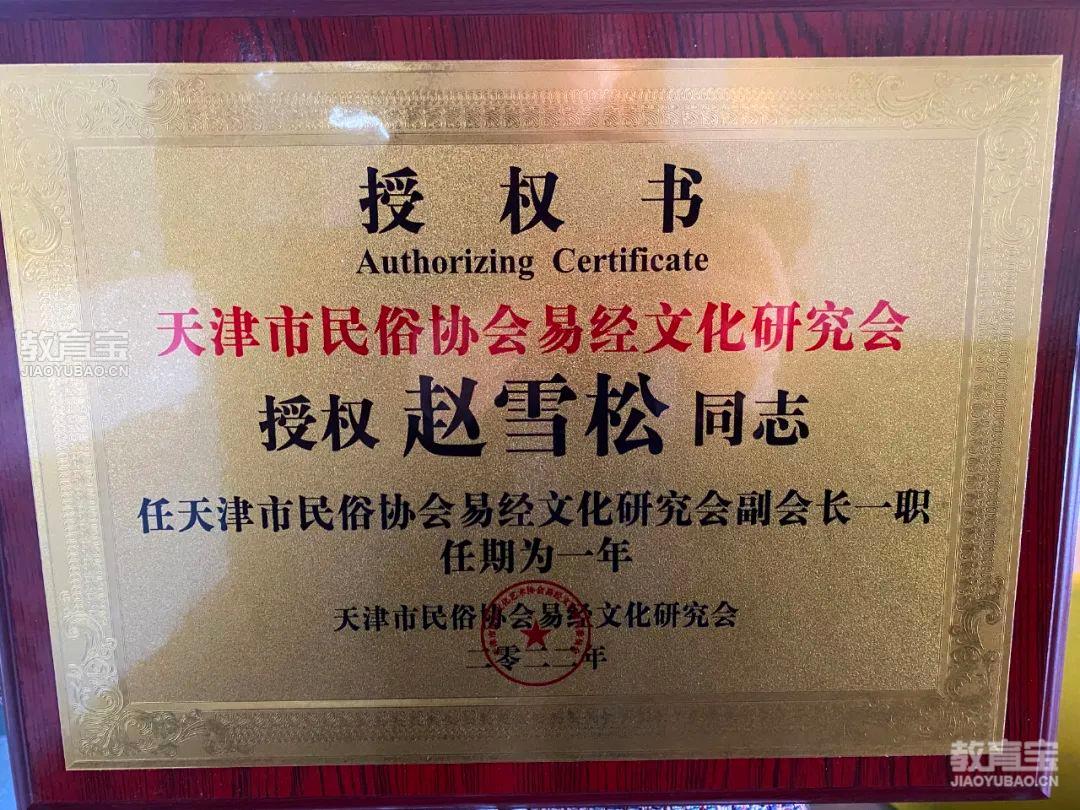 授权书
Authorizing Certificate
天津市民俗协会易经文化研究会
授权 赵雪松 同志
任天津市民俗协会易经文化研究会副会长一职
任期为一年
天津市民俗协会易经文化研究会
二零二二年
教育宝
JIAOYUBAO.CN
教育宝
JIAOYUBAO.CN